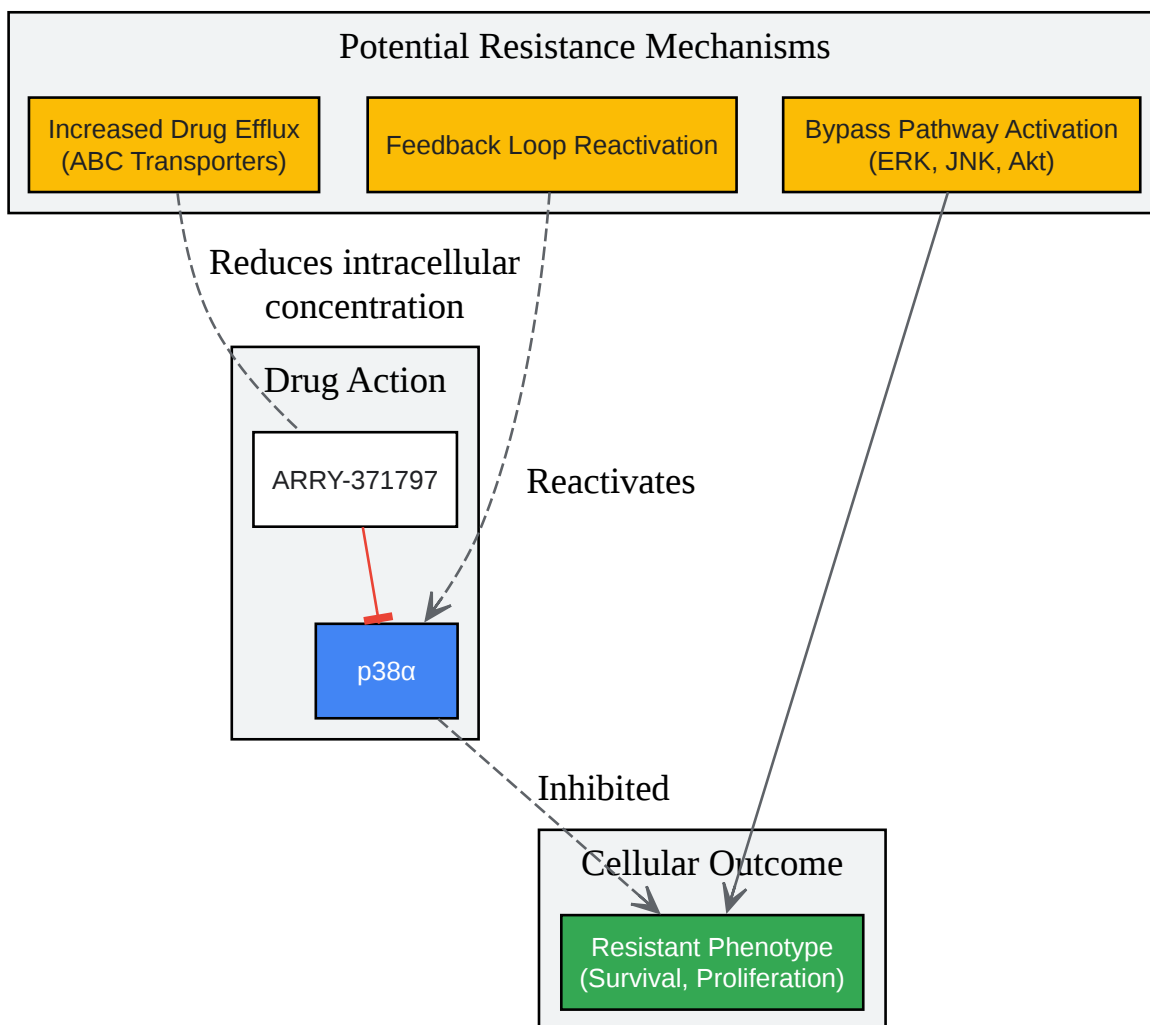 Potential Resistance Mechanisms
Increased Drug Efflux
(ABC Transporters)
Feedback Loop Reactivation
Bypass Pathway Activation
(ERK, JNK, Akt)
Reduces intracellular
concentration
Drug Action
ARRY-371797
Reactivates
p38α
Inhibited
Cellular Outcome
Resistant Phenotype
(Survival, Proliferation)